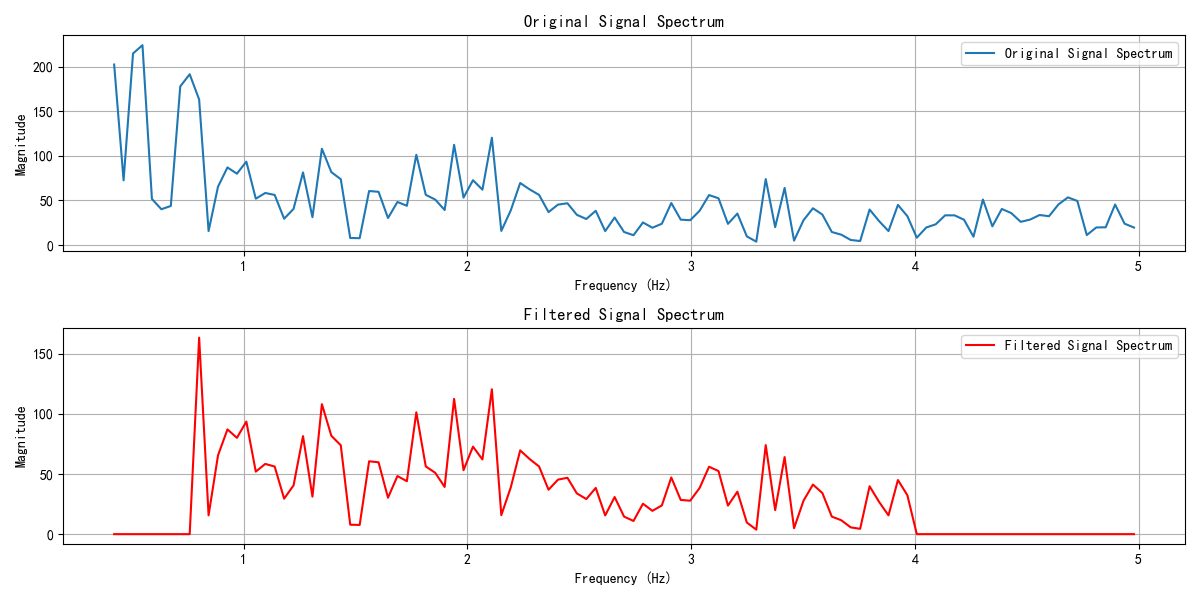 Original Signal Spectrum
Original Signal Spectrum
Magnitude
200
150
100
50
0
1 2 3 4 5
Frequency (Hz)
Filtered Signal Spectrum
Filtered Signal Spectrum
Magnitude
150
100
50
0
1 2 3 4 5
Frequency (Hz)